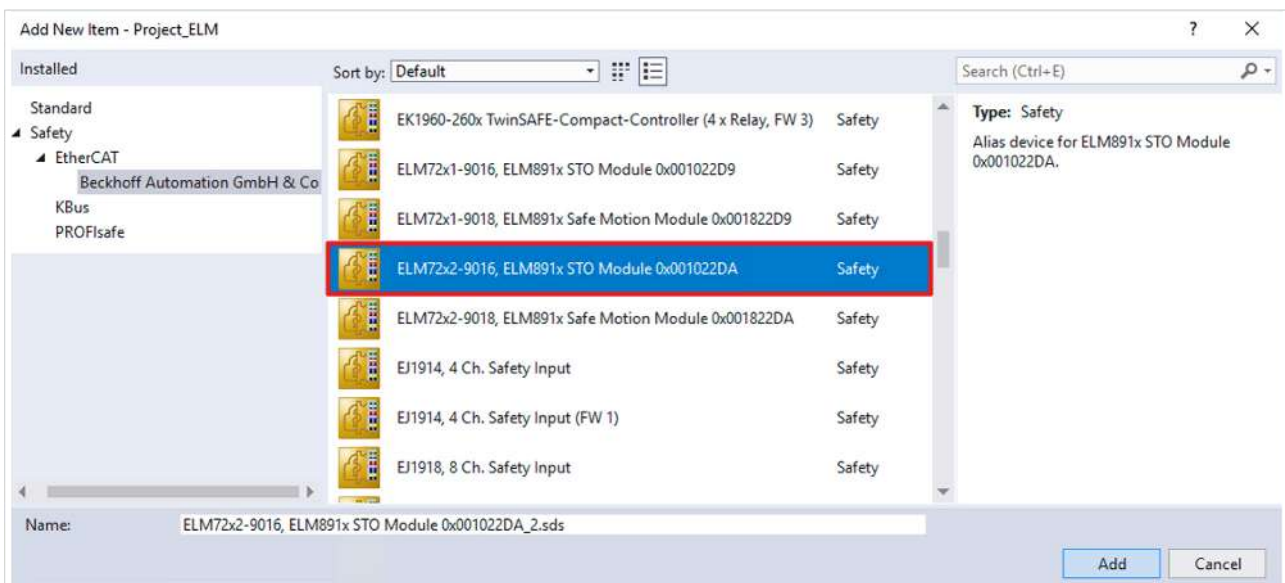 Add New Item - Project_ELM
?
Installed
Sort by: Default
Search (Ctrl+E)
Standard
Safety
EtherCAT
Beckhoff Automation GmbH & Co
KBus
PROFIsafe
EK1960-260x TwinSAFE-Compact-Controller (4 x Relay, FW 3) Safety
ELM72x1-9016, ELM891x STO Module 0x001022D9 Safety
ELM72x1-9018, ELM891x Safe Motion Module 0x001822D9 Safety
ELM72x2-9016, ELM891x STO Module 0x001022DA Safety
ELM72x2-9018, ELM891x Safe Motion Module 0x001822DA Safety
EJ1914, 4 Ch. Safety Input Safety
EJ1914, 4 Ch. Safety Input (FW 1) Safety
EJ1918, 8 Ch. Safety Input Safety
Type: Safety
Alias device for ELM891x STO Module
0x001022DA.
Name: ELM72x2-9016, ELM891x STO Module 0x001022DA_2.sds
Add Cancel